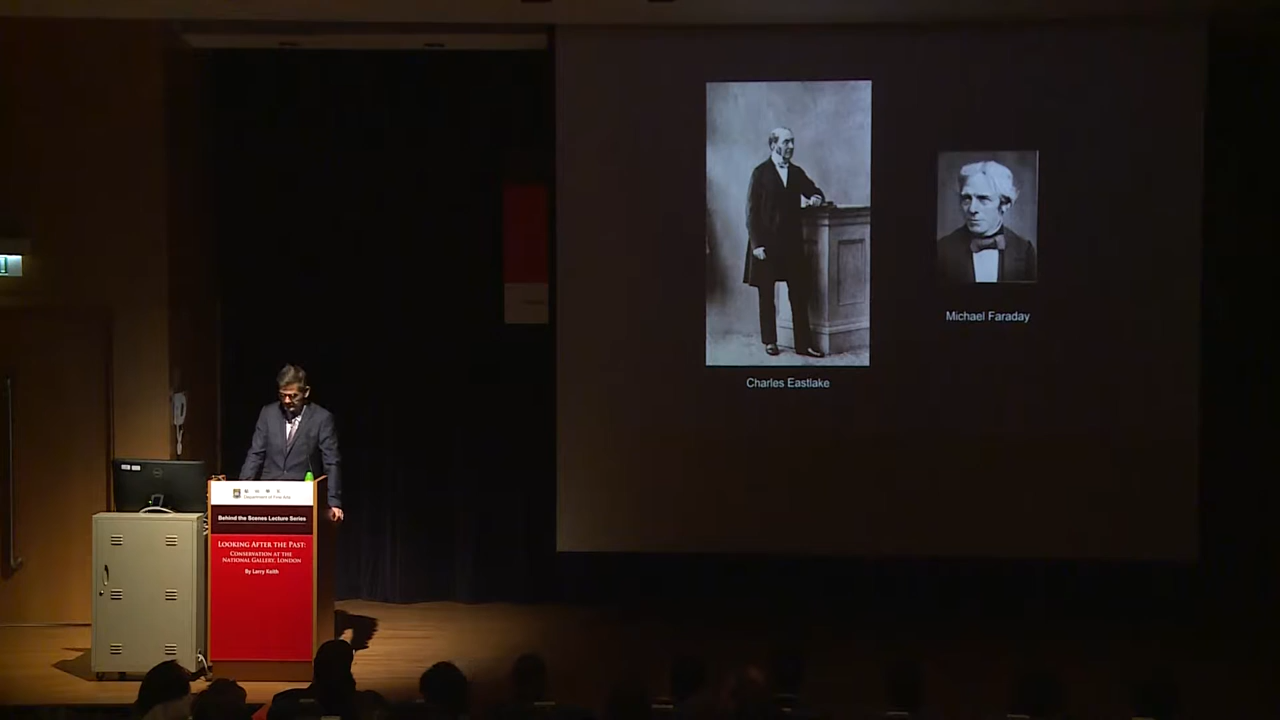 Michael Faraday
Charles Eastlake
Department of Fine Arts
Behind the Scenes Lecture Series
LOOKING AFTER THE PAST:
CONSERVATION AT THE
NATIONAL GALLERY, LONDON
By Larry Keith